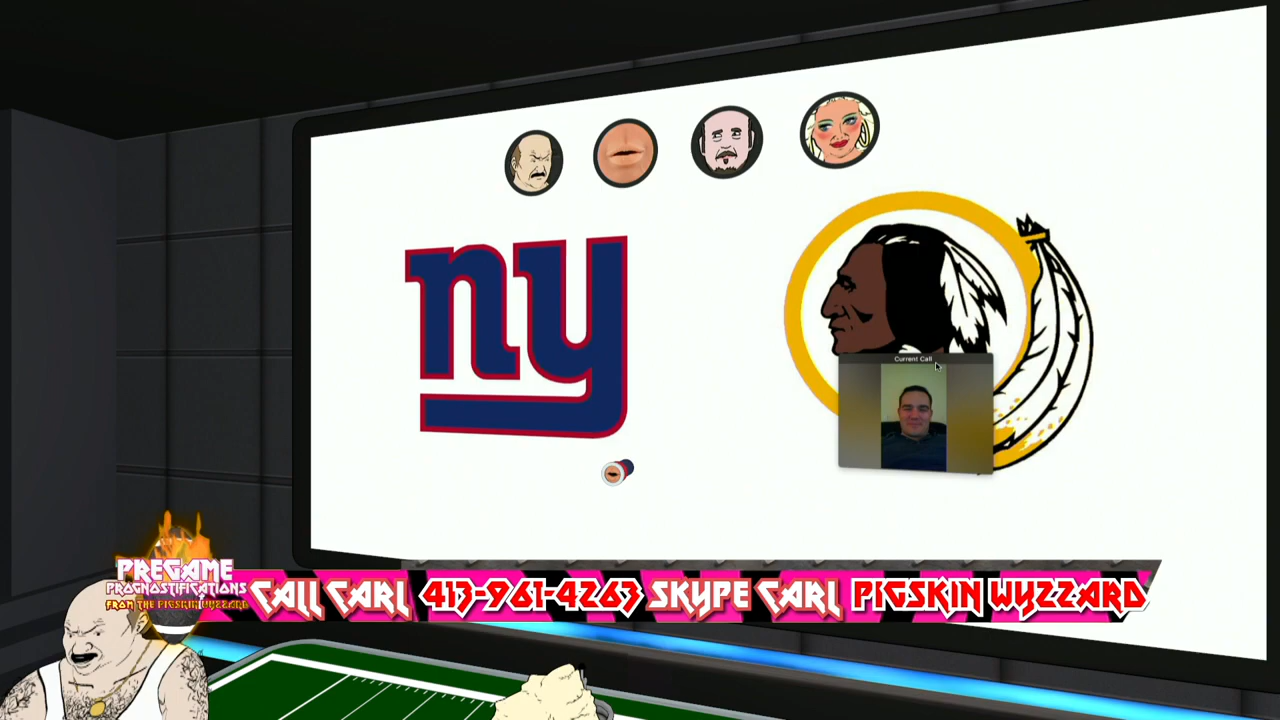 ny
Current Call
PREGAME
PROGNOSTIFICATIONS
FROM THE PIGSKIN WYZZARD
CALL CARL 413-961-4263 SKYPE CARL PIGSKIN WYZZARD